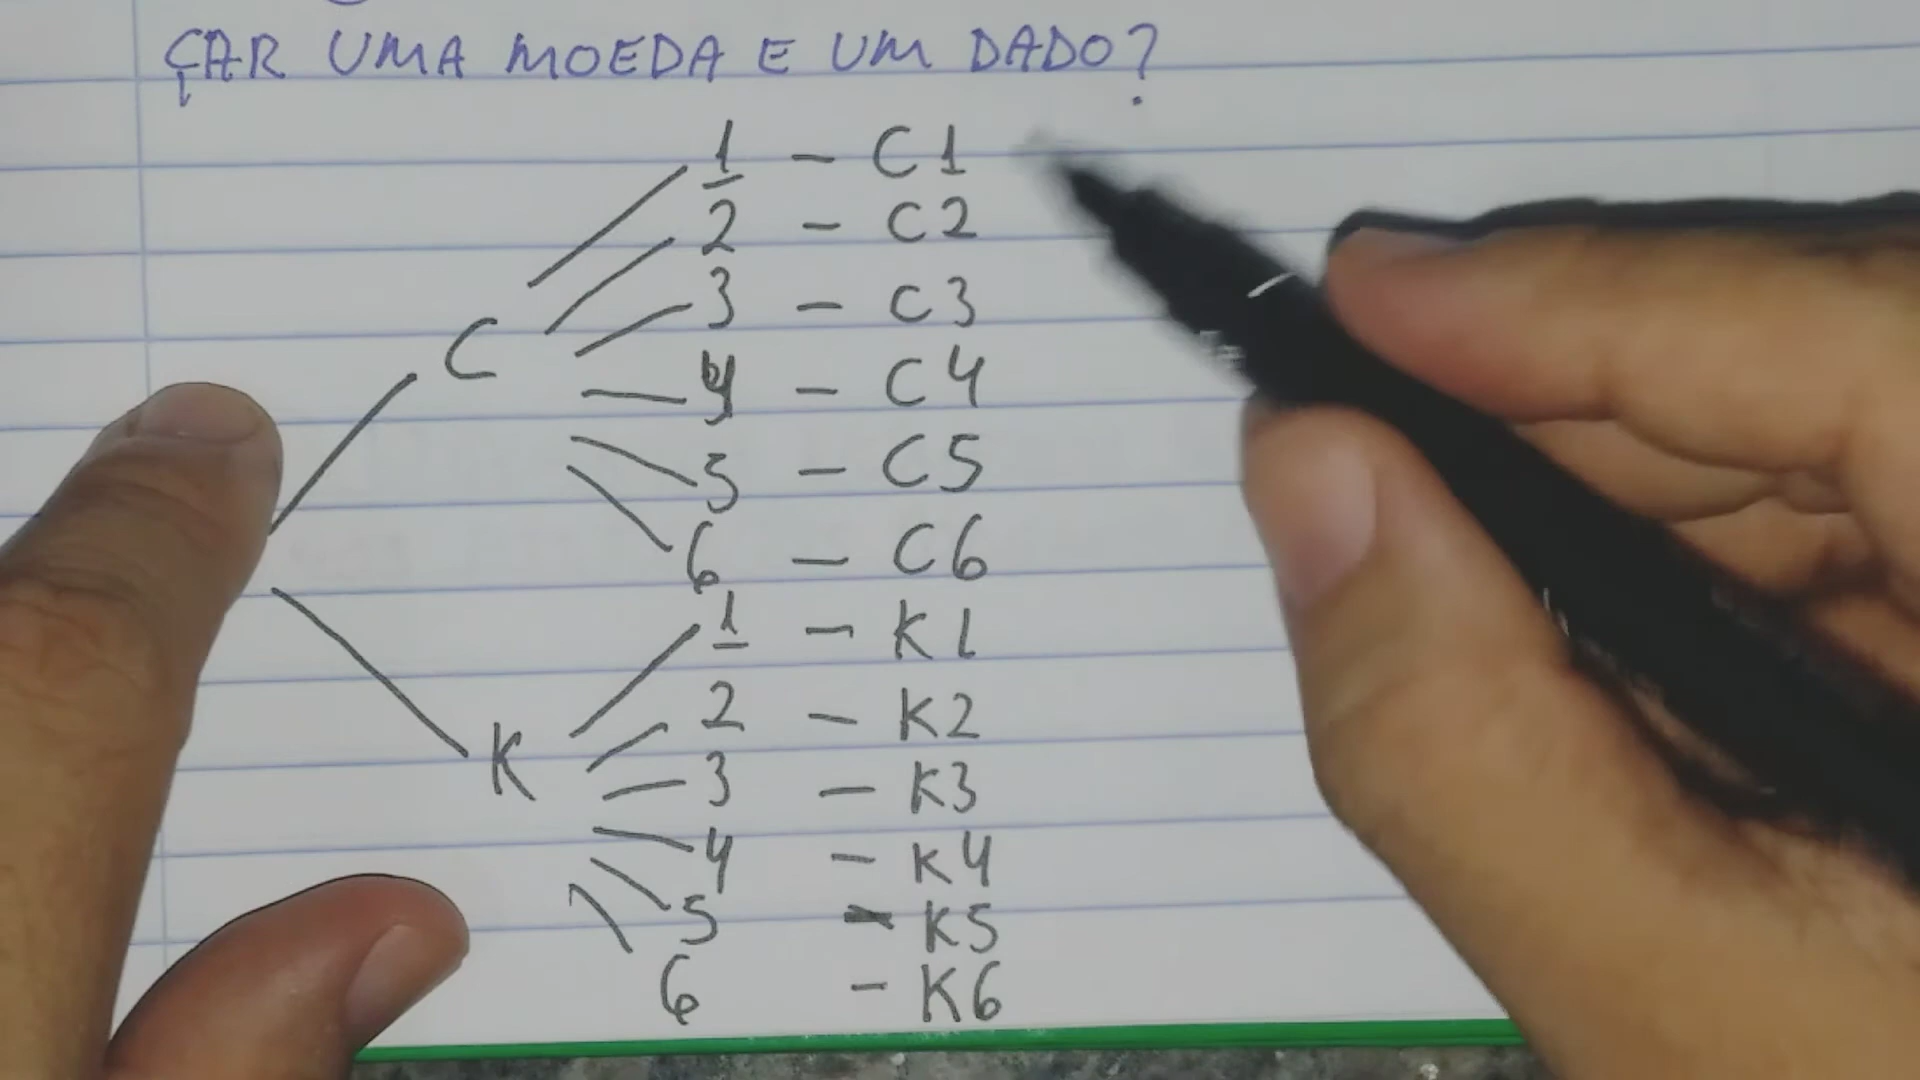 ÇAR UMA MOEDA E UM DADO?
1 - C1
2 - C2
3 - C3
C
4 - C4
5 - C5
6 - C6
1 - K1
2 - K2
K
3 - K3
4 - K4
5 - K5
6 - K6